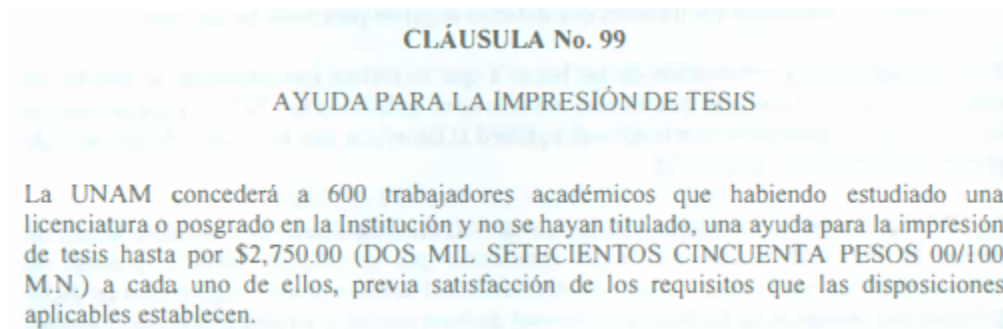 CLÁUSULA No. 99
AYUDA PARA LA IMPRESIÓN DE TESIS
La UNAM concederá a 600 trabajadores académicos que habiendo estudiado una
licenciatura o posgrado en la Institución y no se hayan titulado, una ayuda para la impresión
de tesis hasta por $2,750.00 (DOS MIL SETECIENTOS CINCUENTA PESOS 00/100
M.N.) a cada uno de ellos, previa satisfacción de los requisitos que las disposiciones
aplicables establecen.